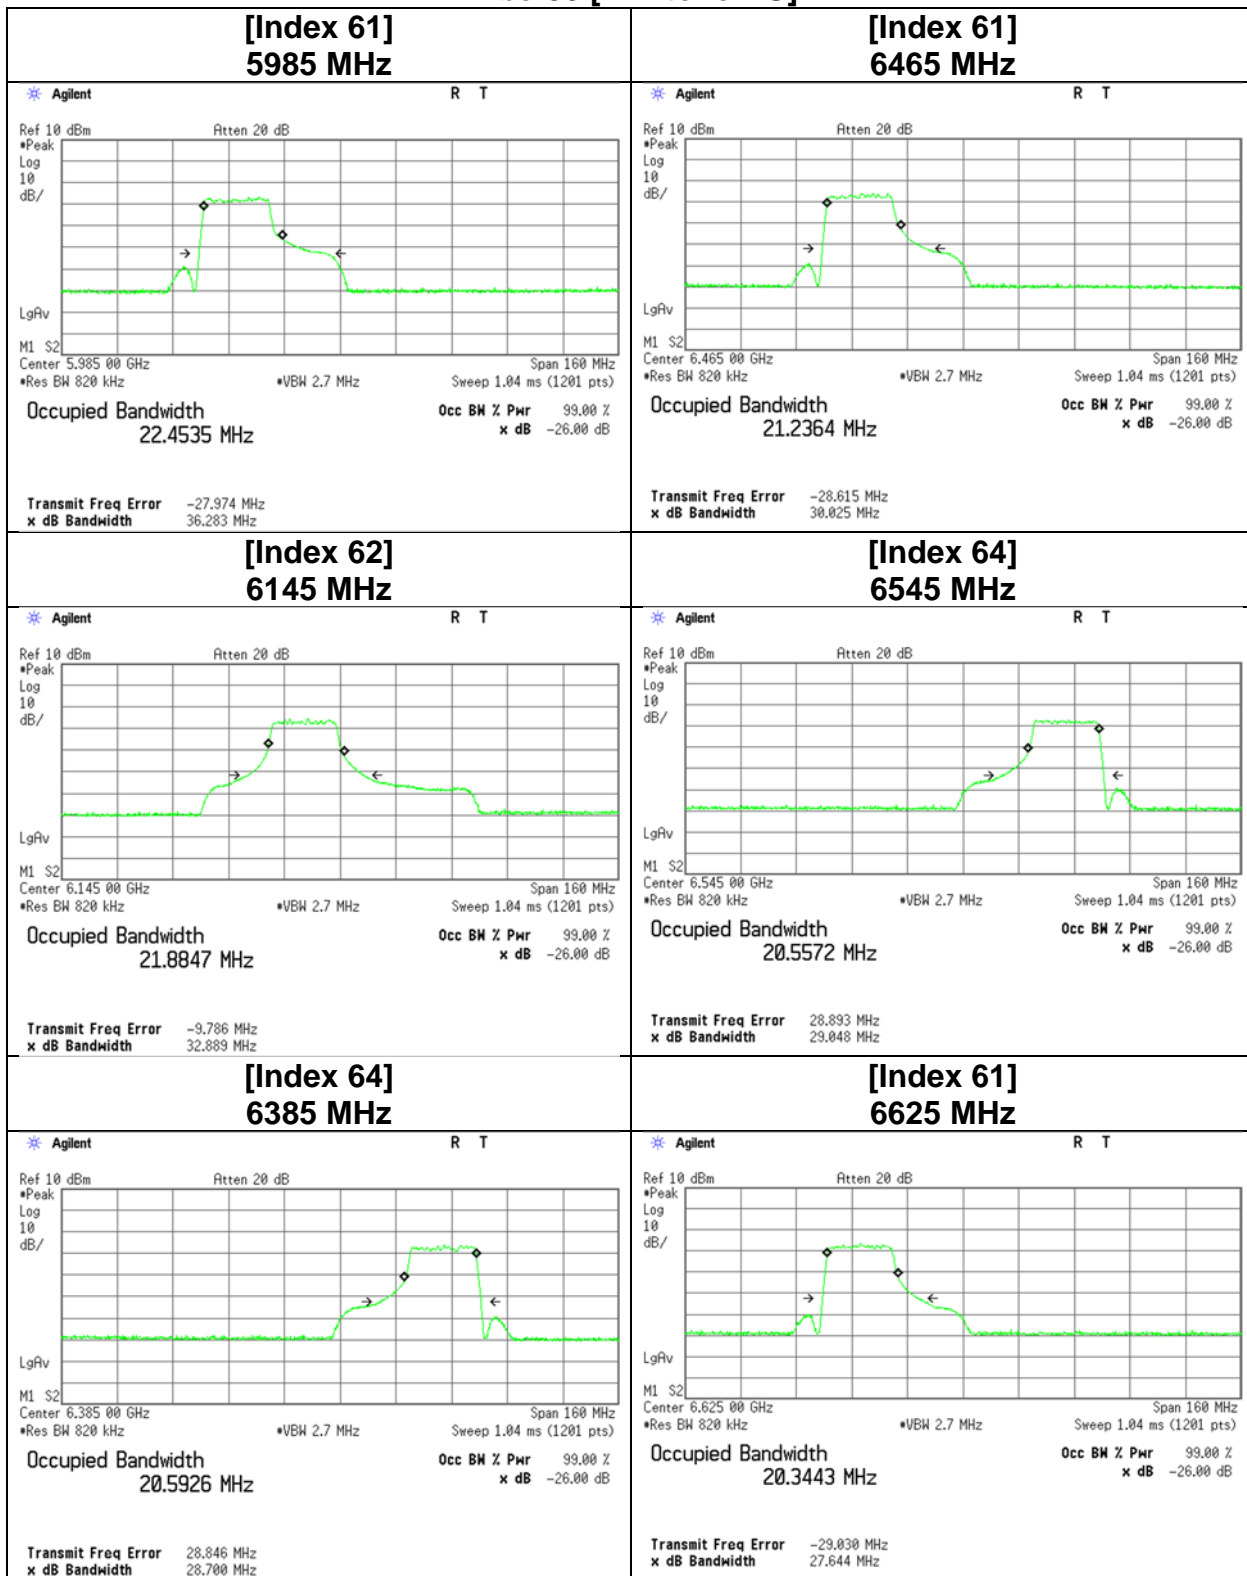 [Index 61]
5985 MHz
Agilent R T
Ref 10 dBm Atten 20 dB
#Peak
Log
10
dB/
LgAv
M1 S2
Center 5.985 00 GHz Span 160 MHz
#Res BW 820 kHz #VBW 2.7 MHz Sweep 1.04 ms (1201 pts)
Occupied Bandwidth Occ BW % Pwr 99.00 %
22.4535 MHz x dB -26.00 dB
Transmit Freq Error -27.974 MHz
x dB Bandwidth 36.283 MHz
[Index 61]
6465 MHz
Agilent R T
Ref 10 dBm Atten 20 dB
#Peak
Log
10
dB/
LgAv
M1 S2
Center 6.465 00 GHz Span 160 MHz
#Res BW 820 kHz #VBW 2.7 MHz Sweep 1.04 ms (1201 pts)
Occupied Bandwidth Occ BW % Pwr 99.00 %
21.2364 MHz x dB -26.00 dB
Transmit Freq Error -28.615 MHz
x dB Bandwidth 30.025 MHz
[Index 62]
6145 MHz
Agilent R T
Ref 10 dBm Atten 20 dB
#Peak
Log
10
dB/
LgAv
M1 S2
Center 6.145 00 GHz Span 160 MHz
#Res BW 820 kHz #VBW 2.7 MHz Sweep 1.04 ms (1201 pts)
Occupied Bandwidth Occ BW % Pwr 99.00 %
21.8847 MHz x dB -26.00 dB
Transmit Freq Error -9.786 MHz
x dB Bandwidth 32.889 MHz
[Index 64]
6545 MHz
Agilent R T
Ref 10 dBm Atten 20 dB
#Peak
Log
10
dB/
LgAv
M1 S2
Center 6.545 00 GHz Span 160 MHz
#Res BW 820 kHz #VBW 2.7 MHz Sweep 1.04 ms (1201 pts)
Occupied Bandwidth Occ BW % Pwr 99.00 %
20.5572 MHz x dB -26.00 dB
Transmit Freq Error 28.893 MHz
x dB Bandwidth 29.048 MHz
[Index 64]
6385 MHz
Agilent R T
Ref 10 dBm Atten 20 dB
#Peak
Log
10
dB/
LgAv
M1 S2
Center 6.385 00 GHz Span 160 MHz
#Res BW 820 kHz #VBW 2.7 MHz Sweep 1.04 ms (1201 pts)
Occupied Bandwidth Occ BW % Pwr 99.00 %
20.5926 MHz x dB -26.00 dB
Transmit Freq Error 28.846 MHz
x dB Bandwidth 28.700 MHz
[Index 61]
6625 MHz
Agilent R T
Ref 10 dBm Atten 20 dB
#Peak
Log
10
dB/
LgAv
M1 S2
Center 6.625 00 GHz Span 160 MHz
#Res BW 820 kHz #VBW 2.7 MHz Sweep 1.04 ms (1201 pts)
Occupied Bandwidth Occ BW % Pwr 99.00 %
20.3443 MHz x dB -26.00 dB
Transmit Freq Error -29.030 MHz
x dB Bandwidth 27.644 MHz